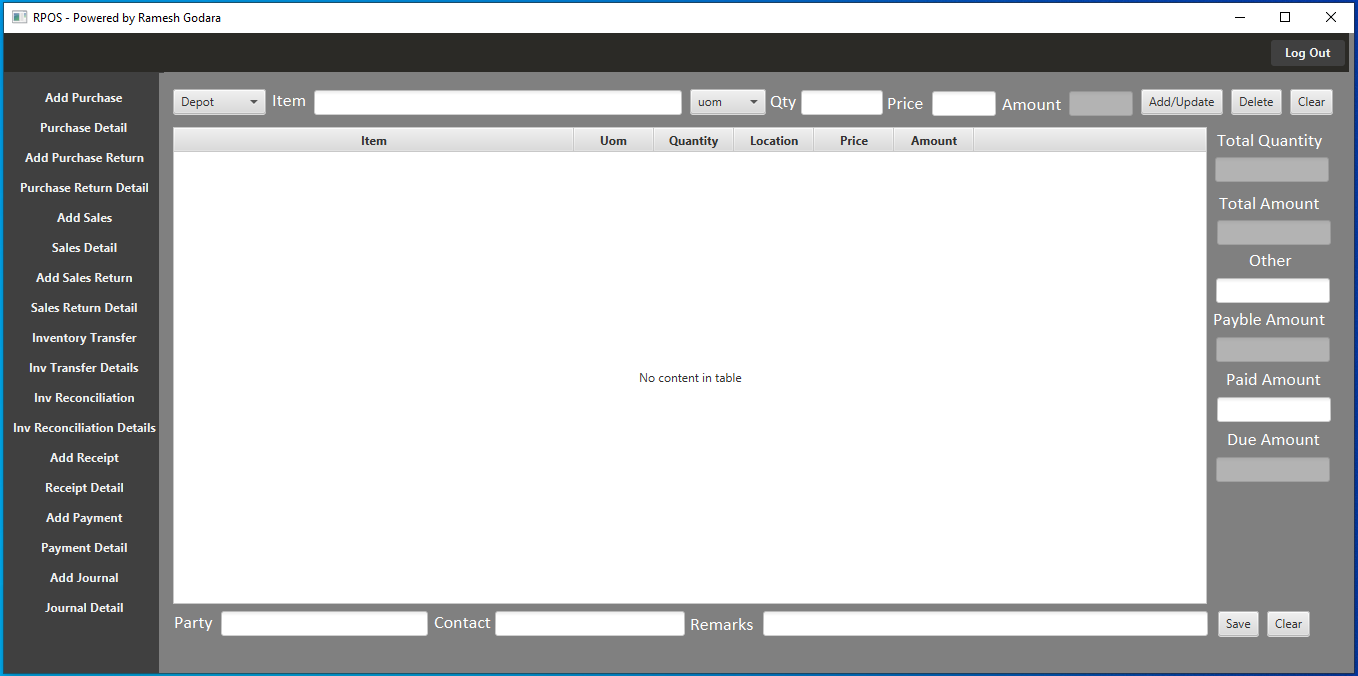 RPOS - Powered by Ramesh Godara
Log Out
Add Purchase
Purchase Detail
Add Purchase Return
Purchase Return Detail
Add Sales
Sales Detail
Add Sales Return
Sales Return Detail
Inventory Transfer
Inv Transfer Details
Inv Reconciliation
Inv Reconciliation Details
Add Receipt
Receipt Detail
Add Payment
Payment Detail
Add Journal
Journal Detail
Depot Item uom Qty Price Amount Add/Update Delete Clear
Item Uom Quantity Location Price Amount
No content in table
Total Quantity
Total Amount
Other
Payble Amount
Paid Amount
Due Amount
Party Contact Remarks Save Clear